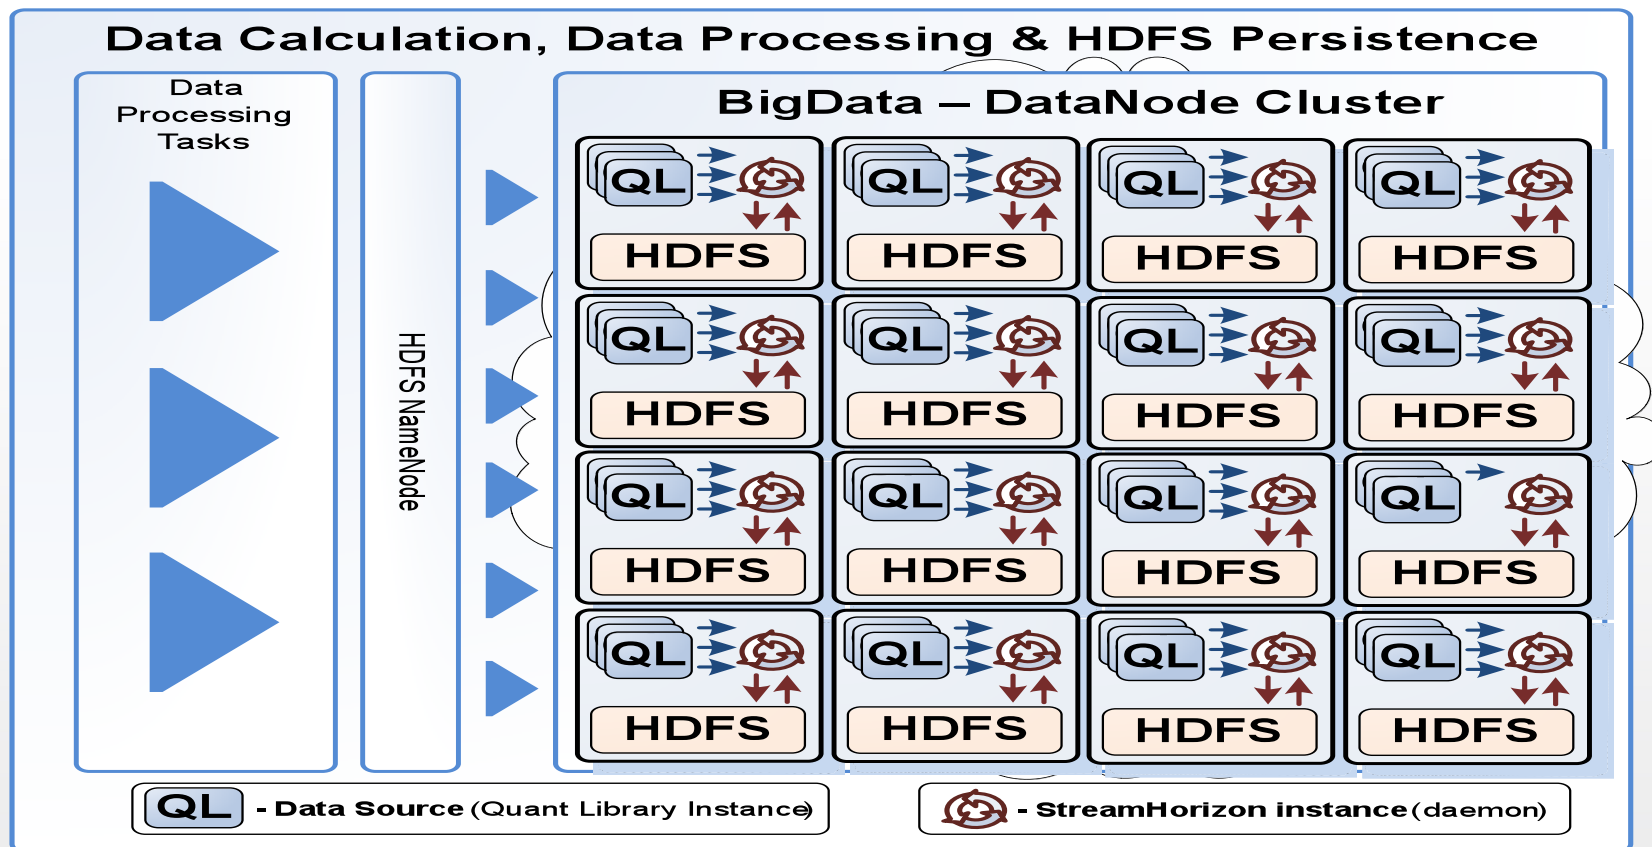 Data Calculation, Data Processing & HDFS Persistence
Data
Processing
Tasks
HDFS NameNode
BigData – DataNode Cluster
QL QL QL QL
HDFS HDFS HDFS HDFS
QL QL QL QL
HDFS HDFS HDFS HDFS
QL QL QL QL
HDFS HDFS HDFS HDFS
QL QL QL QL
HDFS HDFS HDFS HDFS
QL - Data Source (Quant Library Instance)
- StreamHorizon instance (daemon)